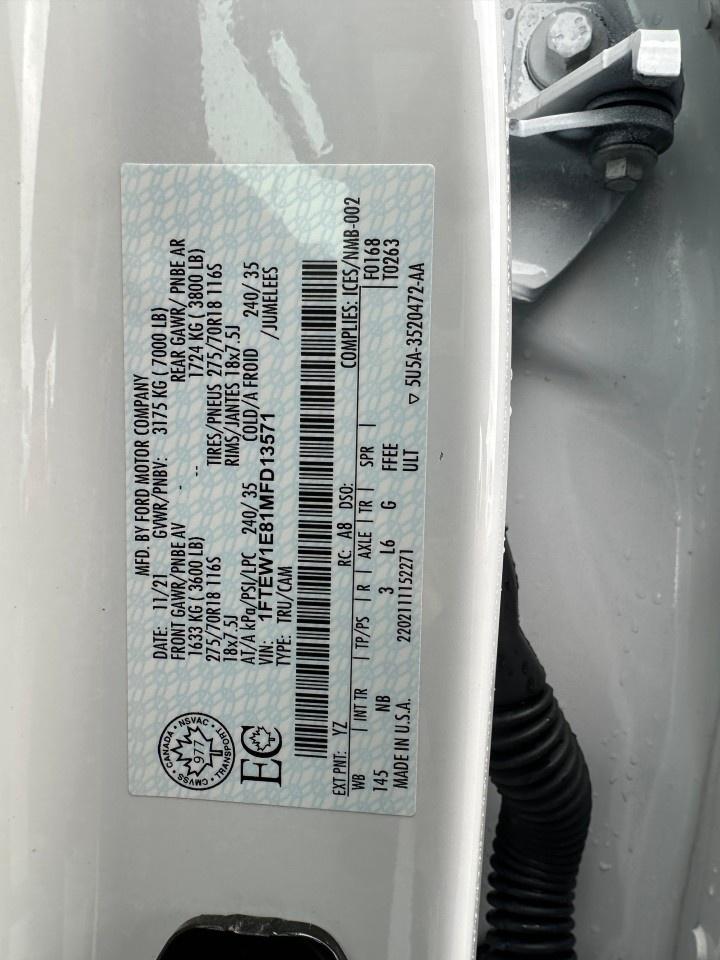 MFD. BY FORD MOTOR COMPANY
DATE: 11/21 GVWR/PNBV: 3175 KG ( 7000 LB)
FRONT GAWR/PNBE AV REAR GAWR/ PNBE AR
1633 KG ( 3600 LB) - -- 1724 KG ( 3800 LB)
275/70R18 116S TIRES/PNEUS 275/70R18 116S
18x7.5J RIMS/JANTES 18x7.5J
AT/A kPa/PSI/LPC 240/ 35 COLD/A FROID 240/ 35
VIN: 1FTEW1E81MFD13571 /JUMELEES
TYPE: TRU/CAM
CMVSS · CANADA · NSVAC · TRANSPORT ·
977
EC
COMPLIES: ICES/NMB-002
EXT PNT: YZ RC: A8 DSO: F0168
WB INT TR TP/PS R AXLE TR SPR T0263
145 NB 3 L6 G FFEE
MADE IN U.S.A. 2202111152271 ULT
▽ 5U5A-3520472-AA